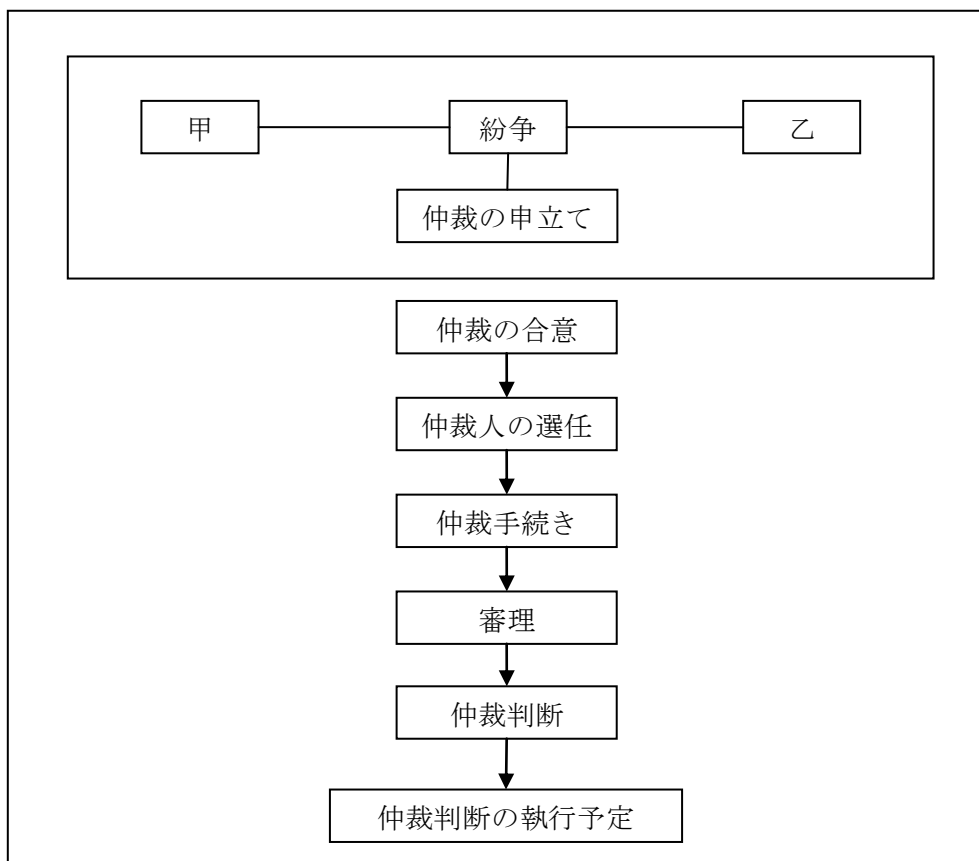 甲
紛争
乙
仲裁の申立て
仲裁の合意
仲裁人の選任
仲裁手続き
審理
仲裁判断
仲裁判断の執行予定